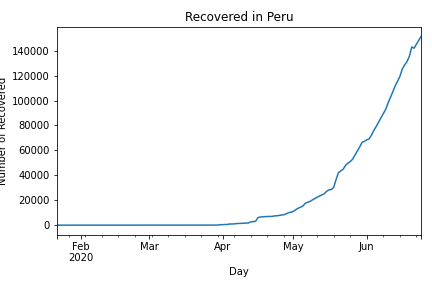 Recovered in Peru
Number of Recovered
140000
120000
100000
80000
60000
40000
20000
0
Feb
2020
Mar
Apr
May
Jun
Day